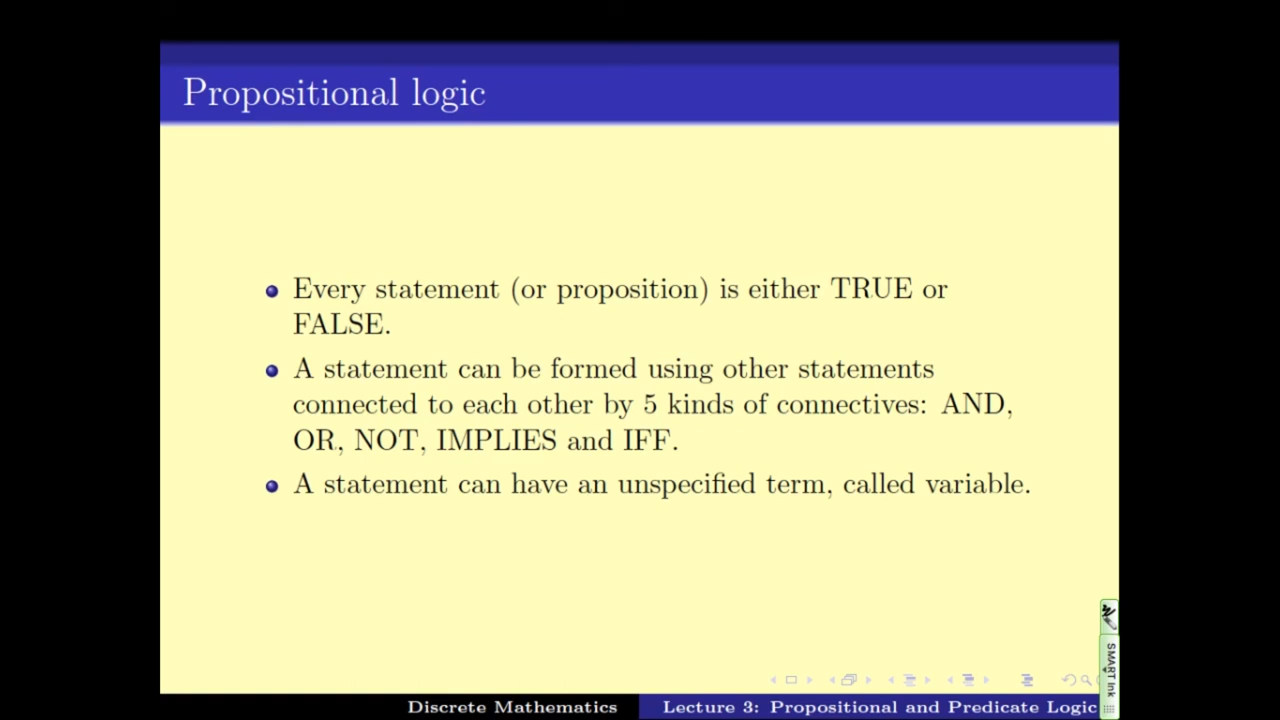 Propositional logic
Every statement (or proposition) is either TRUE or
FALSE.
A statement can be formed using other statements
connected to each other by 5 kinds of connectives: AND,
OR, NOT, IMPLIES and IFF.
A statement can have an unspecified term, called variable.
SMART Ink
Discrete Mathematics
Lecture 3: Propositional and Predicate Logic